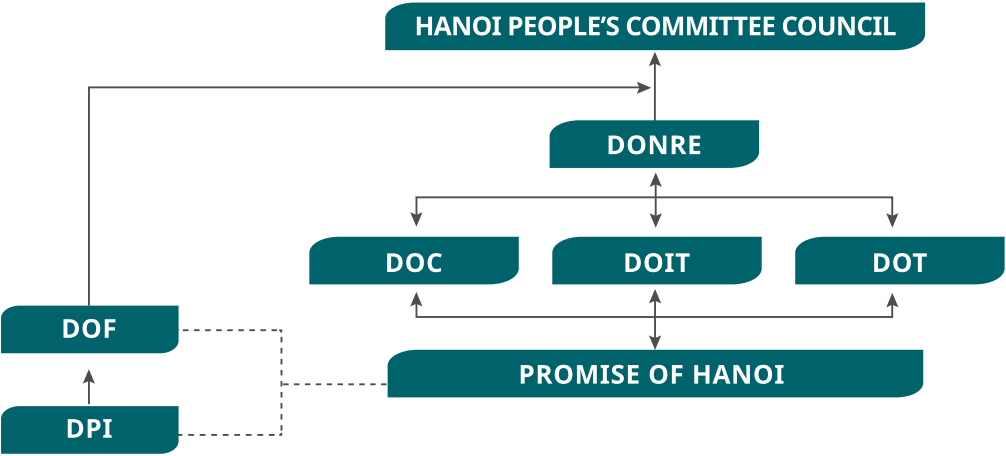 HANOI PEOPLE’S COMMITTEE COUNCIL
DONRE
DOC
DOIT
DOT
DOF
PROMISE OF HANOI
DPI